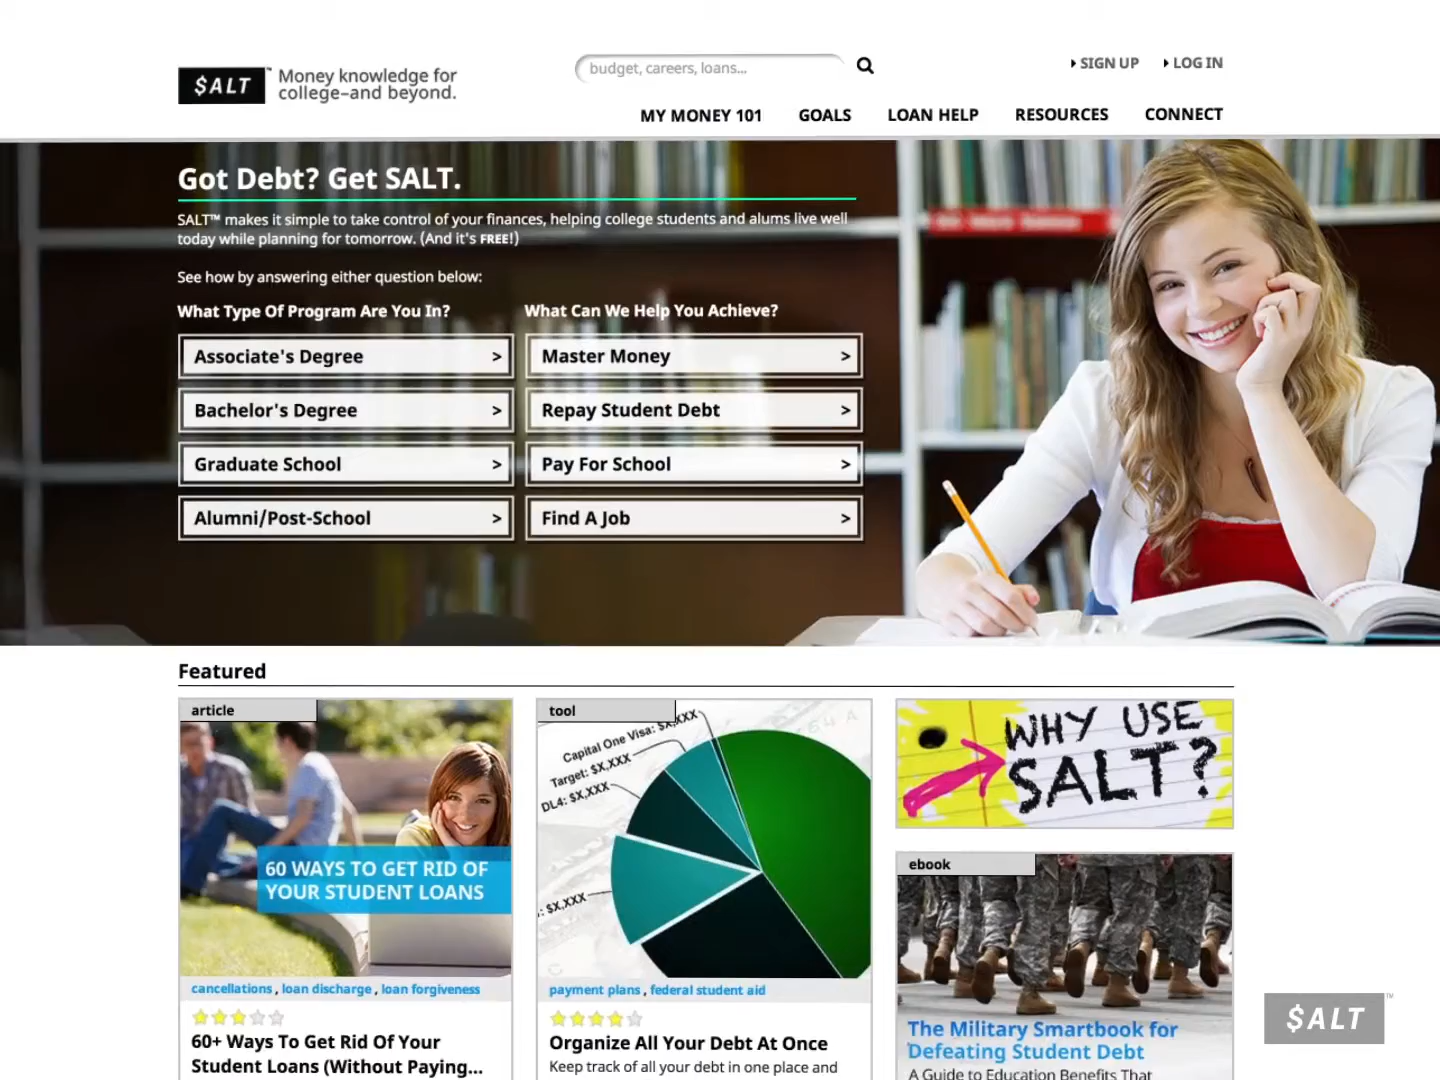 $ALT™
Money knowledge for
college–and beyond.
budget, careers, loans...
SIGN UP
LOG IN
MY MONEY 101
GOALS
LOAN HELP
RESOURCES
CONNECT
Got Debt? Get SALT.
SALT™ makes it simple to take control of your finances, helping college students and alums live well
today while planning for tomorrow. (And it's FREE!)
See how by answering either question below:
What Type Of Program Are You In?
Associate's Degree >
Bachelor's Degree >
Graduate School >
Alumni/Post-School >
What Can We Help You Achieve?
Master Money >
Repay Student Debt >
Pay For School >
Find A Job >
Featured
article
60 WAYS TO GET RID OF
YOUR STUDENT LOANS
cancellations , loan discharge , loan forgiveness
60+ Ways To Get Rid Of Your
Student Loans (Without Paying...
tool
Capital One Visa: $X,XXX
Target: $X,XXX
DL4: $X,XXX
: $X,XXX
payment plans , federal student aid
Organize All Your Debt At Once
Keep track of all your debt in one place and
WHY USE
SALT?
ebook
The Military Smartbook for
Defeating Student Debt
A Guide to Education Benefits That
$ALT™